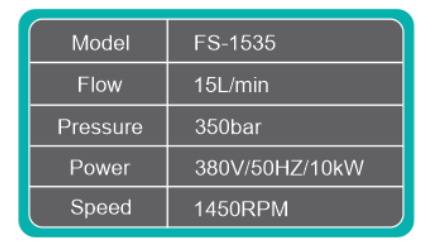 Model FS-1535
Flow 15L/min
Pressure 350bar
Power 380V/50HZ/10kW
Speed 1450RPM